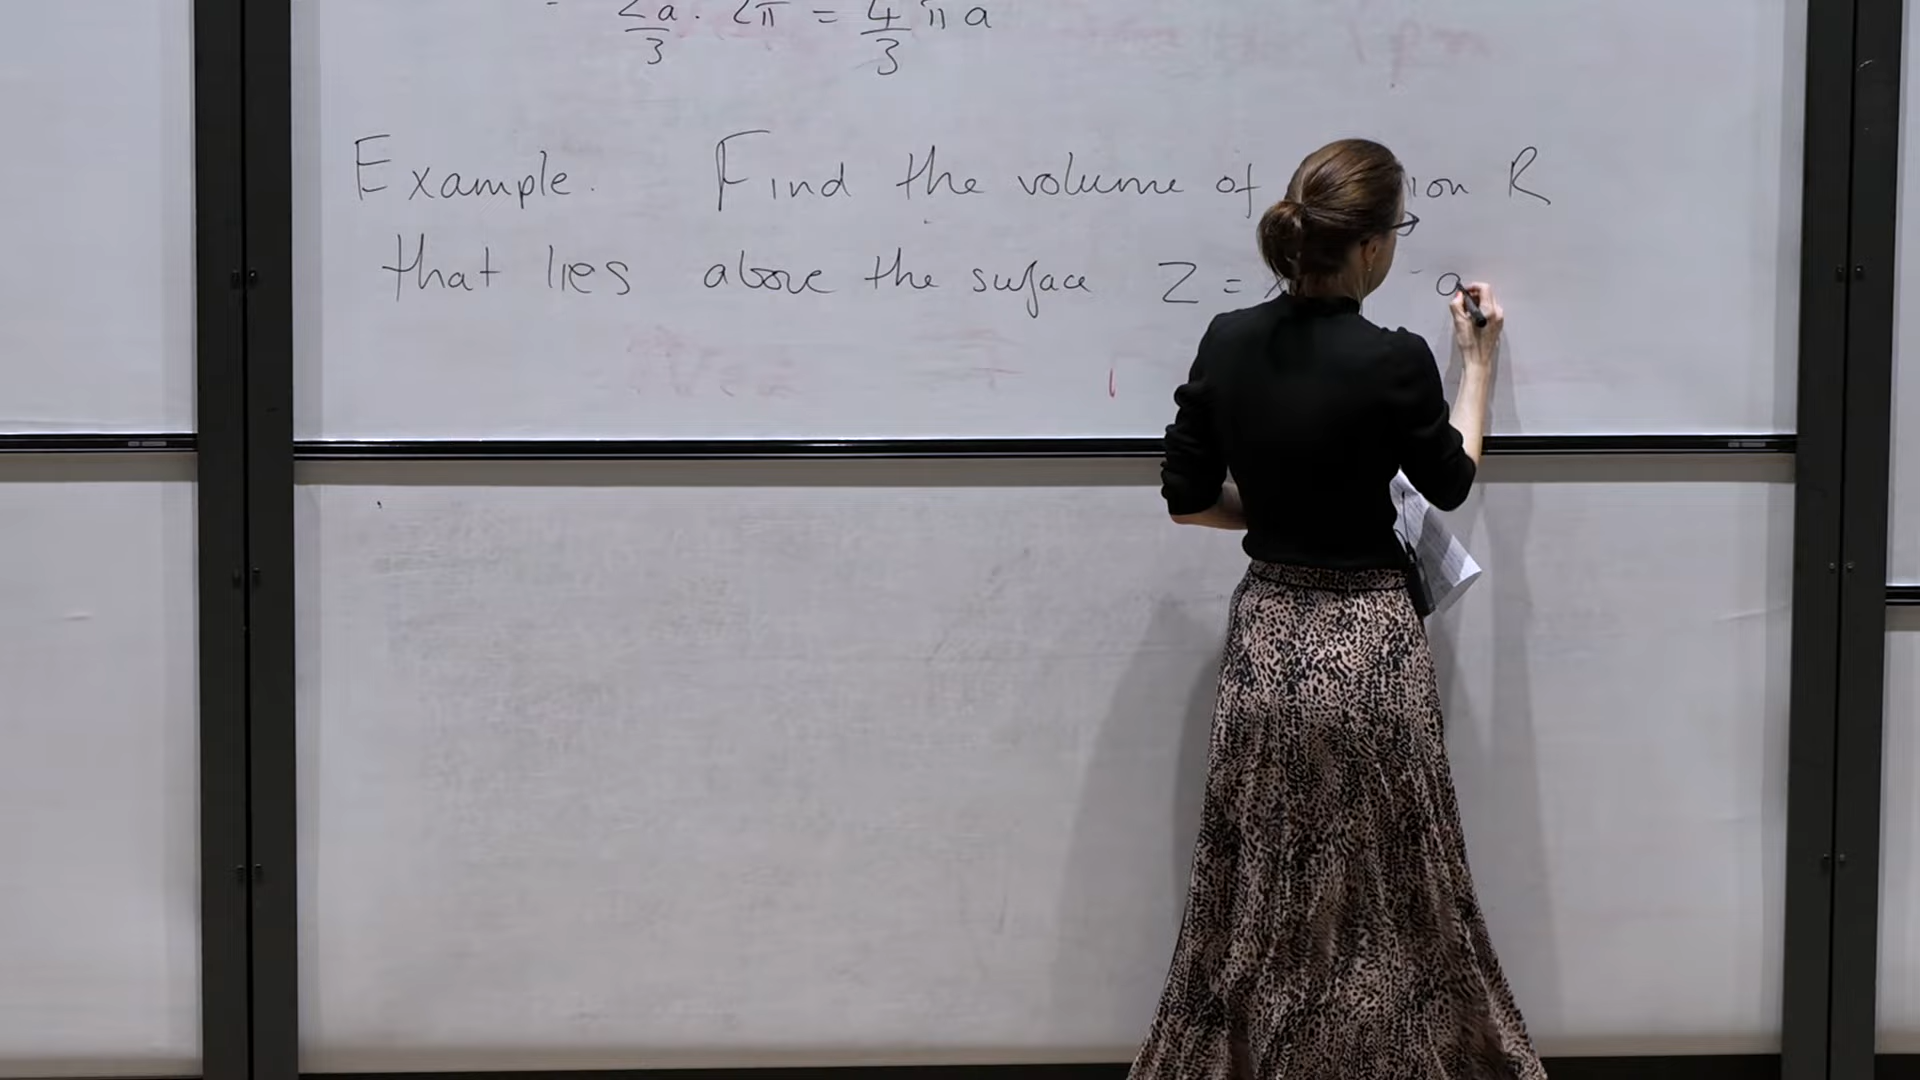 2a/3 . 2π = 4/3 π a
Example. Find the volume of R
that lies above the surface Z =